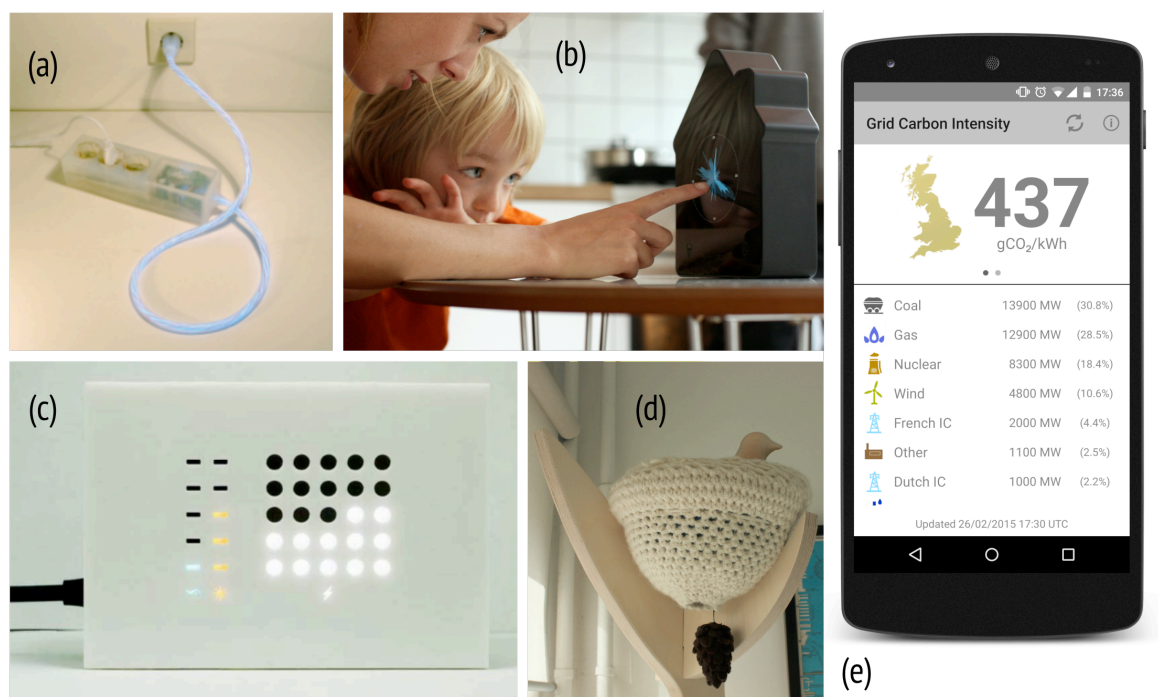 (a)
(b)
(c)
(d)
(e)
17:36
Grid Carbon Intensity
437
gCO₂/kWh
Coal 13900 MW (30.8%)
Gas 12900 MW (28.5%)
Nuclear 8300 MW (18.4%)
Wind 4800 MW (10.6%)
French IC 2000 MW (4.4%)
Other 1100 MW (2.5%)
Dutch IC 1000 MW (2.2%)
Updated 26/02/2015 17:30 UTC